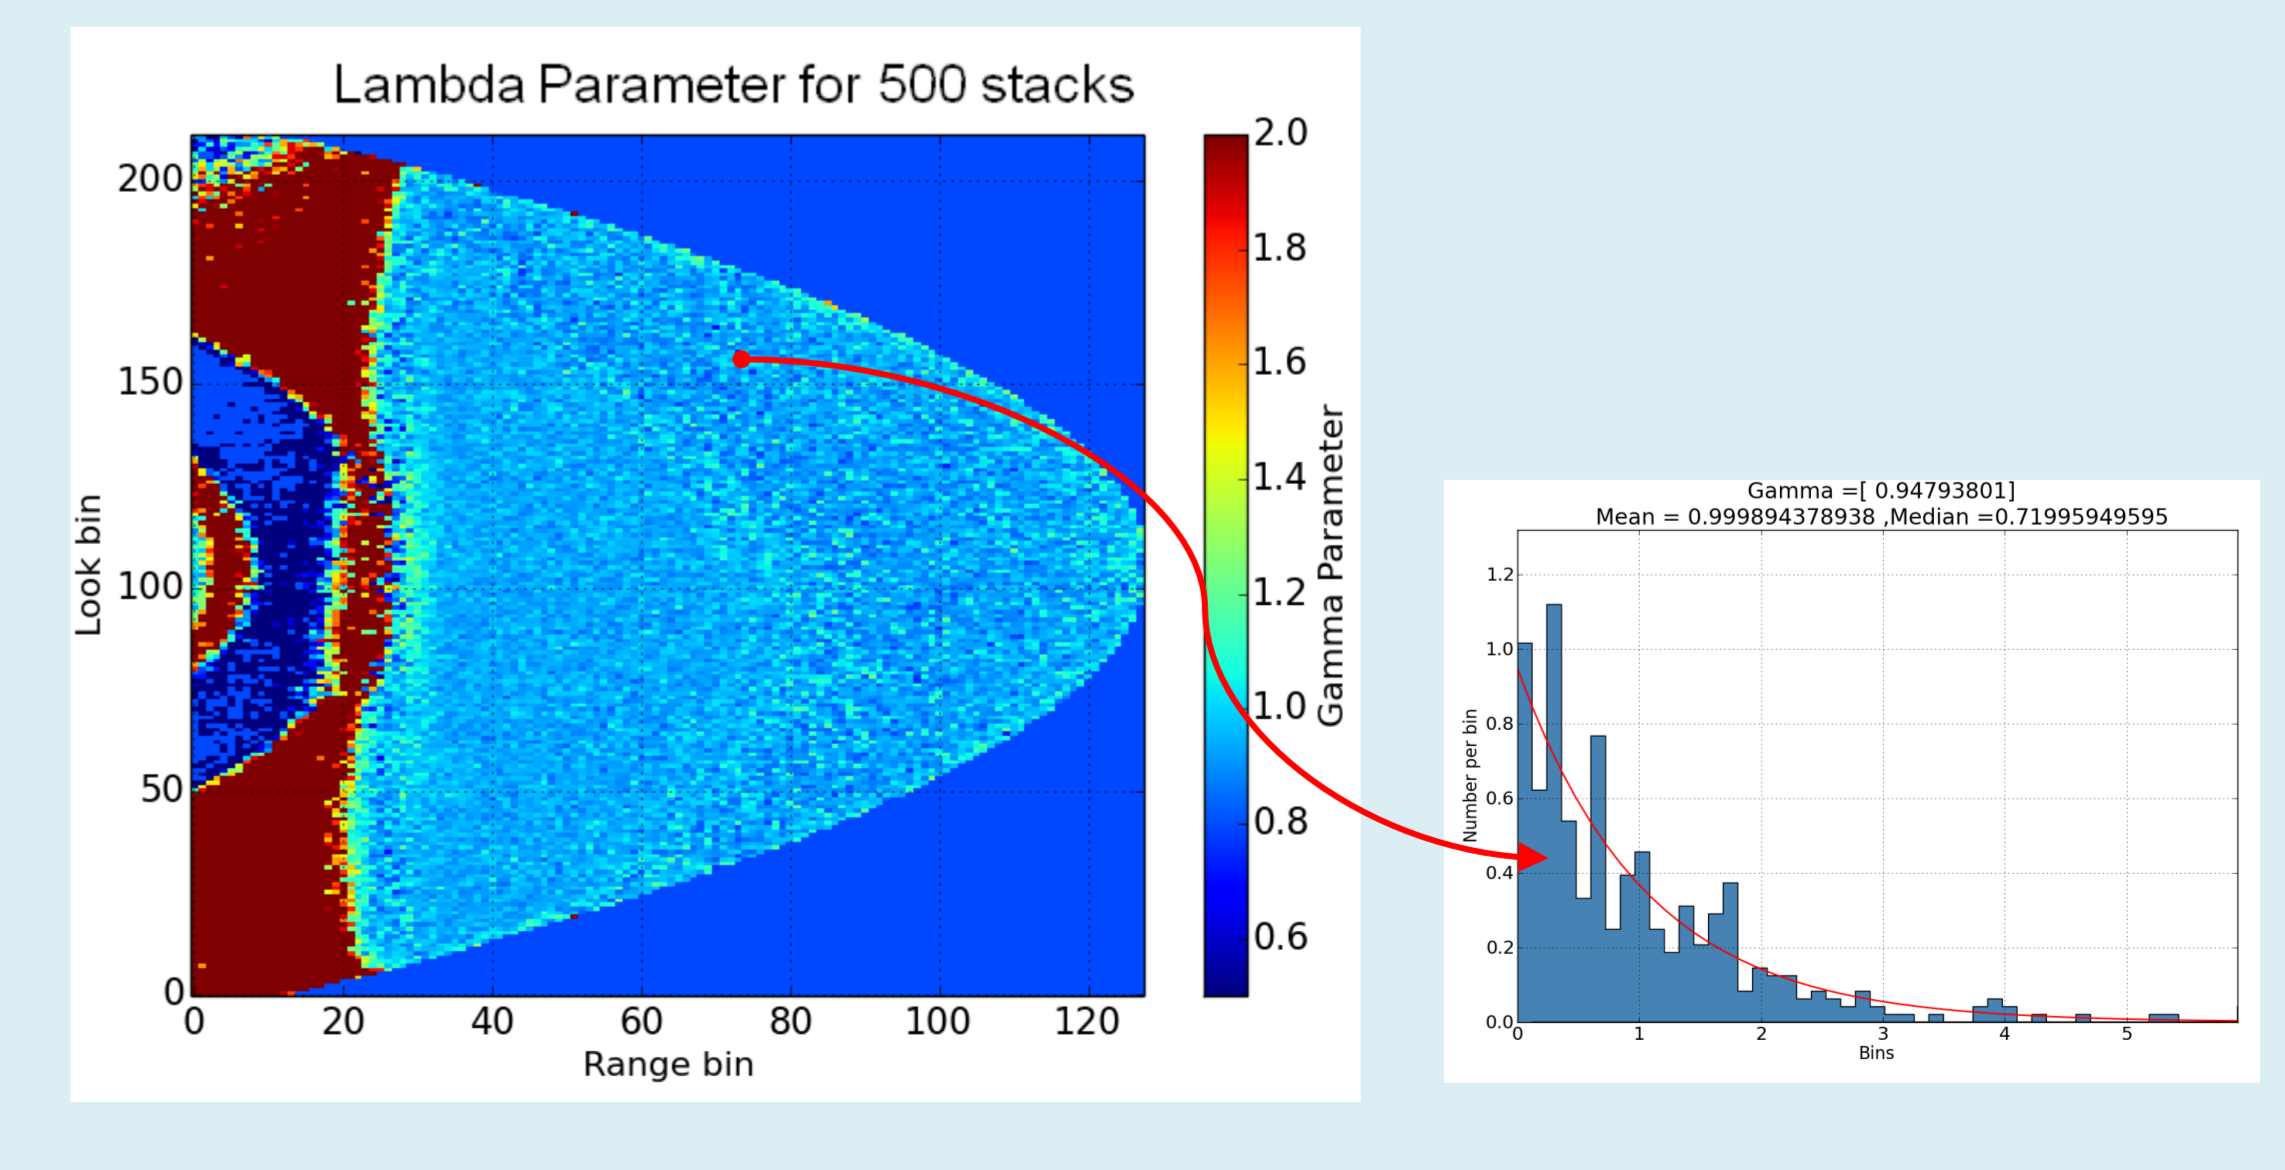 Lambda Parameter for 500 stacks
200
150
100
50
0
Look bin
0 20 40 60 80 100 120
Range bin
2.0
1.8
1.6
1.4
1.2
1.0
0.8
0.6
Gamma Parameter
Gamma =[ 0.94793801]
Mean = 0.999894378938 ,Median =0.71995949595
1.2
1.0
0.8
0.6
0.4
0.2
0.0
Number per bin
0 1 2 3 4 5
Bins